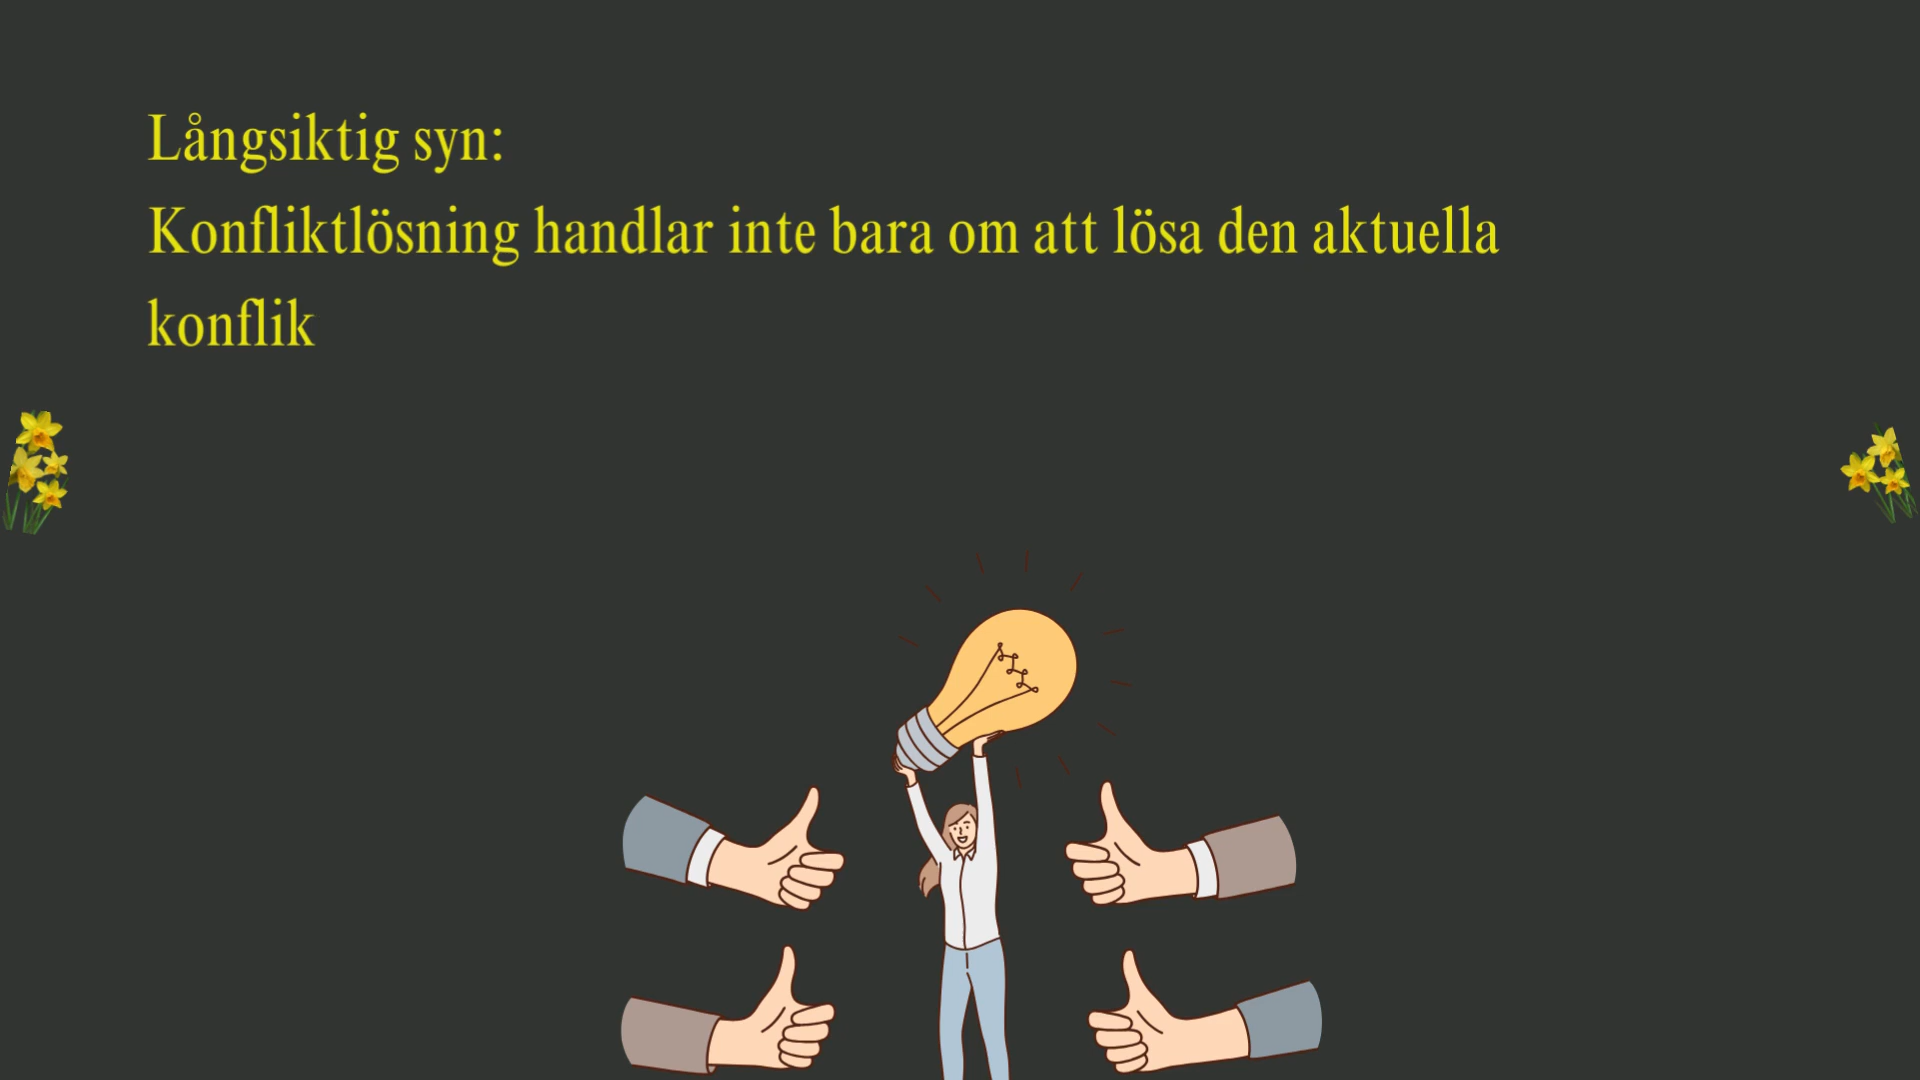 Långsiktig syn:
Konfliktlösning handlar inte bara om att lösa den aktuella
konflik